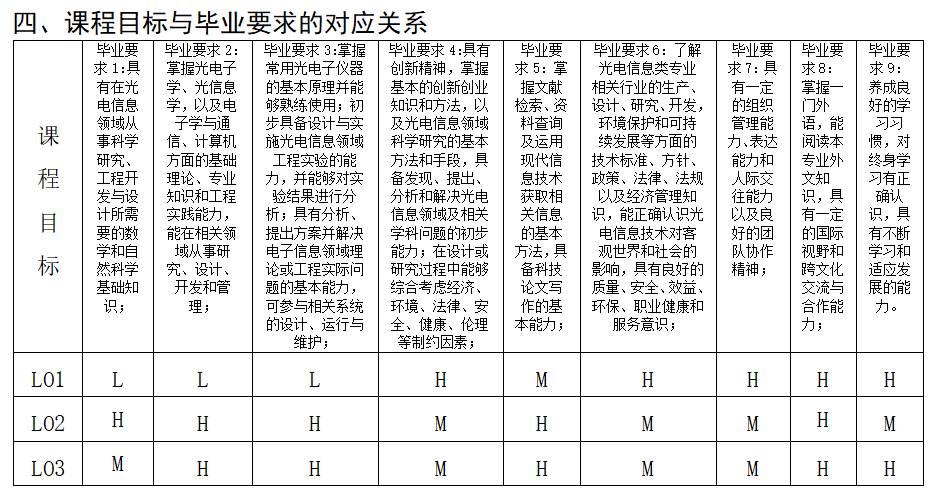 四、课程目标与毕业要求的对应关系
课
程
目
标
毕业要
求 1:具
有在光
电信息
领域从
事科学
研究、
工程开
发与设
计所需
要的数
学和自
然科学
基础知
识；
毕业要求 2:
掌握光电子
学、光信息
学，以及电
子学与通
信、计算机
方面的基础
理论、专业
知识和工程
实践能力，
能在相关领
域从事研
究、设计、
开发和管
理；
毕业要求 3:掌握
常用光电子仪器
的基本原理并能
够熟练使用；初
步具备设计与实
施光电信息领域
工程实验的能
力，并能够对实
验结果进行分
析；具有分析、
提出方案并解决
电子信息领域理
论或工程实际问
题的基本能力，
可参与相关系统
的设计、运行与
维护；
毕业要求 4:具有
创新精神，掌握
基本的创新创业
知识和方法，以
及光电信息领域
科学研究的基本
方法和手段，具
备发现、提出、
分析和解决光电
信息领域及相关
学科问题的初步
能力；在设计或
研究过程中能够
综合考虑经济、
环境、法律、安
全、健康、伦理
等制约因素；
毕业要
求 5: 掌
握文献
检索、资
料查询
及运用
现代信
息技术
获取相
关信息
的基本
方法，具
备科技
论文写
作的基
本能力；
毕业要求 6: 了解
光电信息类专业
相关行业的生产、
设计、研究、开发，
环境保护和可持
续发展等方面的
技术标准、方针、
政策、法律、法规
以及经济管理知
识，能正确认识光
电信息技术对客
观世界和社会的
影响，具有良好的
质量、安全、效益、
环保、职业健康和
服务意识；
毕业要
求 7: 具
有一定
的组织
管理能
力、表达
能力和
人际交
往能力
以及良
好的团
队协作
精神；
毕业要
求 8:
掌握一
门外
语，能
阅读本
专业外
文知
识，具
有一定
的国际
视野和
跨文化
交流与
合作能
力；
毕业要
求 9:
养成良
好的学
习习
惯，对
终身学
习有正
确认
识，具
有不断
学习和
适应发
展的能
力。
LO1 L L L H M H H H H
LO2 H H H M H M M H M
LO3 M H H M H M M H H